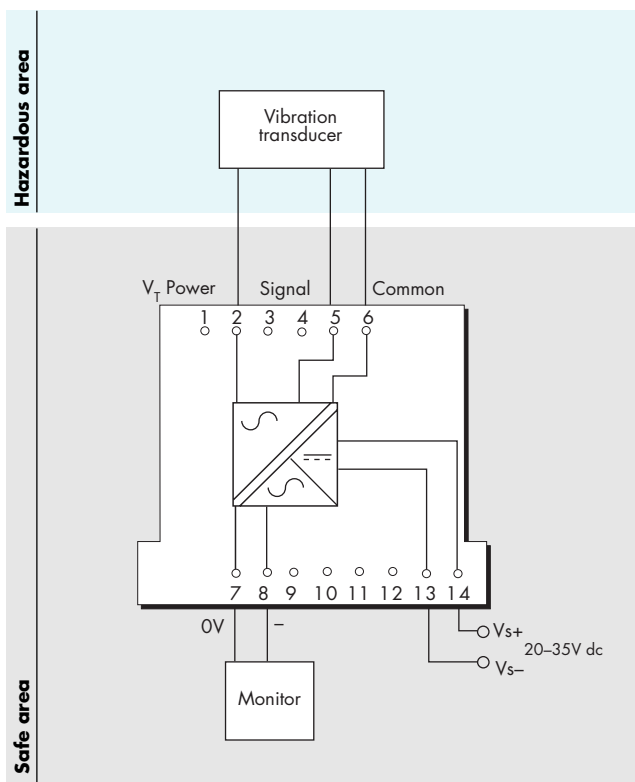 Hazardous area
Vibration
transducer
V_T Power Signal Common
1 2 3 4 5 6
7 8 9 10 11 12 13 14
0V –
Vs+
20–35V dc
Vs–
Monitor
Safe area